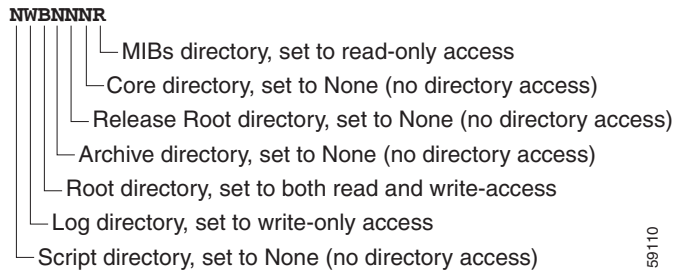 NWBNNNR
MIBs directory, set to read-only access
Core directory, set to None (no directory access)
Release Root directory, set to None (no directory access)
Archive directory, set to None (no directory access)
Root directory, set to both read and write-access
Log directory, set to write-only access
Script directory, set to None (no directory access)
59110